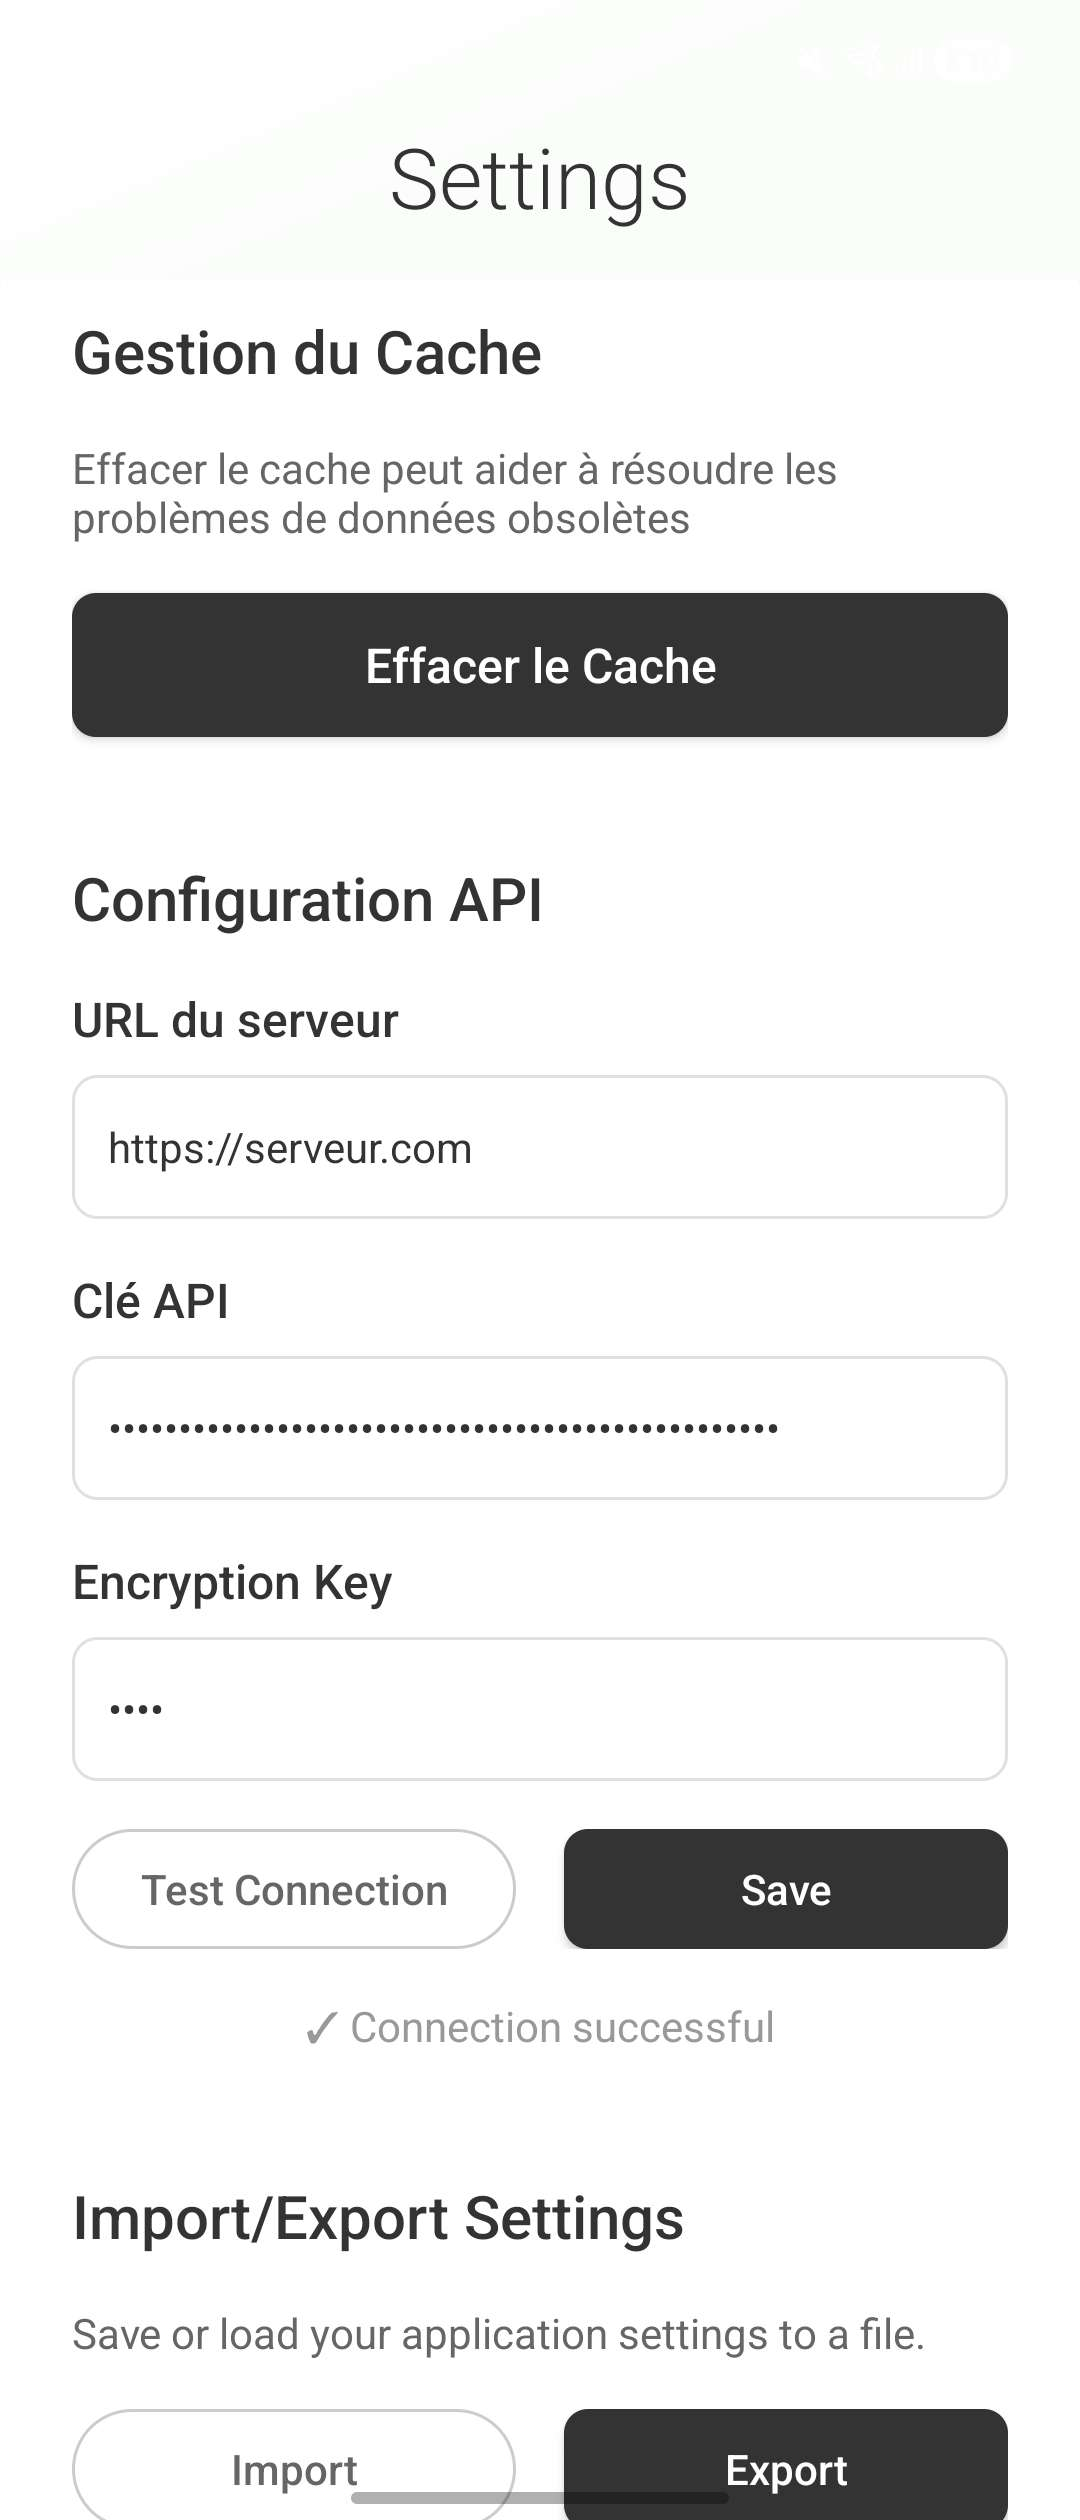 Settings
Gestion du Cache
Effacer le cache peut aider à résoudre les
problèmes de données obsolètes
Effacer le Cache
Configuration API
URL du serveur
https://serveur.com
Clé API
••••••••••••••••••••••••••••••••••••••••••••••••
Encryption Key
••••
Test Connection
Save
✓ Connection successful
Import/Export Settings
Save or load your application settings to a file.
Import
Export